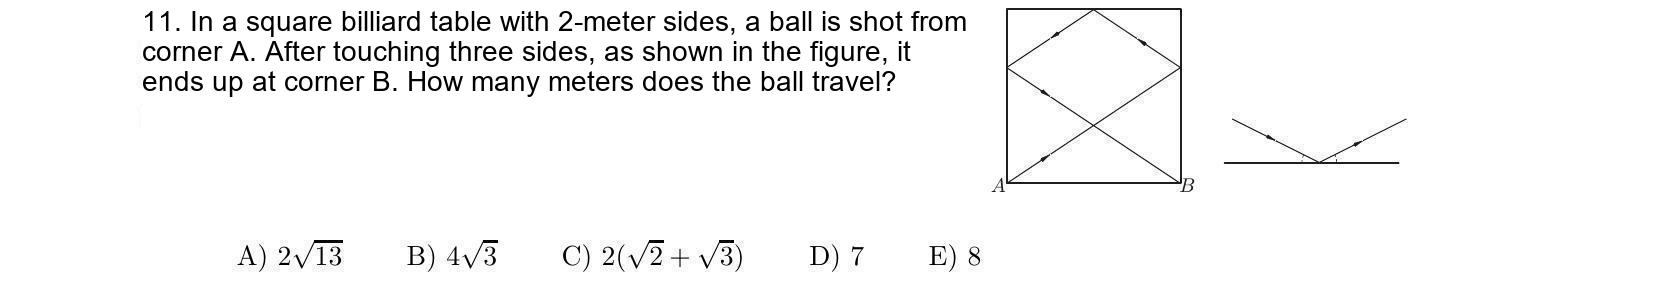 11. In a square billiard table with 2-meter sides, a ball is shot from
corner A. After touching three sides, as shown in the figure, it
ends up at corner B. How many meters does the ball travel?
A B
A) 2√13 B) 4√3 C) 2(√2 + √3) D) 7 E) 8